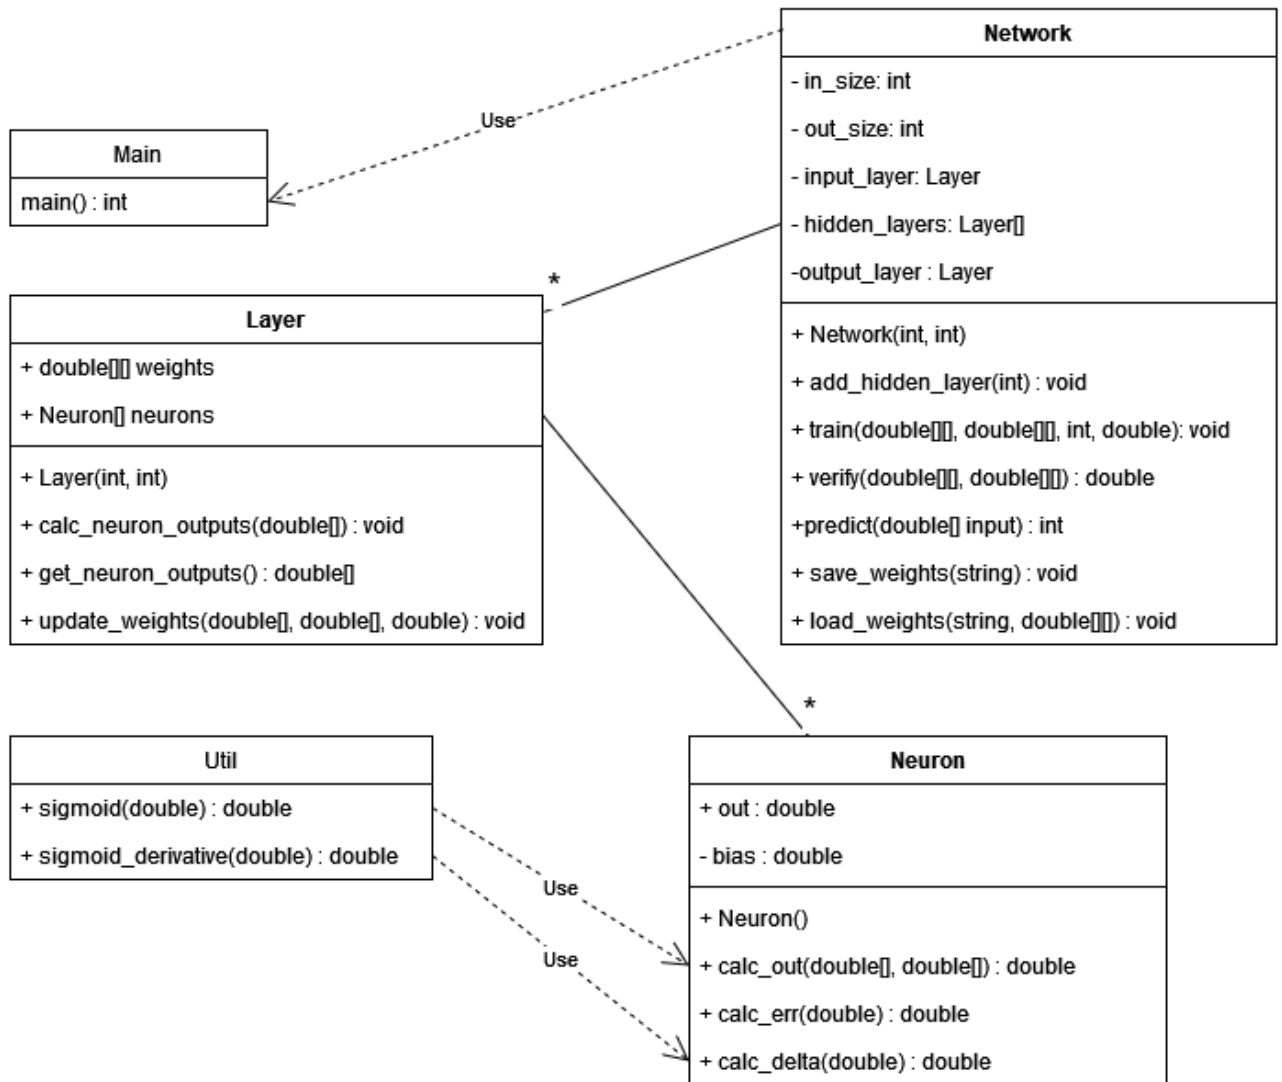 Network
- in_size: int
- out_size: int
- input_layer: Layer
- hidden_layers: Layer[]
-output_layer : Layer
+ Network(int, int)
+ add_hidden_layer(int) : void
+ train(double[][], double[][], int, double): void
+ verify(double[][], double[][]) : double
+predict(double[] input) : int
+ save_weights(string) : void
+ load_weights(string, double[][]) : void
Use
Main
main() : int
*
Layer
+ double[][] weights
+ Neuron[] neurons
+ Layer(int, int)
+ calc_neuron_outputs(double[]) : void
+ get_neuron_outputs() : double[]
+ update_weights(double[], double[], double) : void
*
Util
+ sigmoid(double) : double
+ sigmoid_derivative(double) : double
Use
Use
Neuron
+ out : double
- bias : double
+ Neuron()
+ calc_out(double[], double[]) : double
+ calc_err(double) : double
+ calc_delta(double) : double